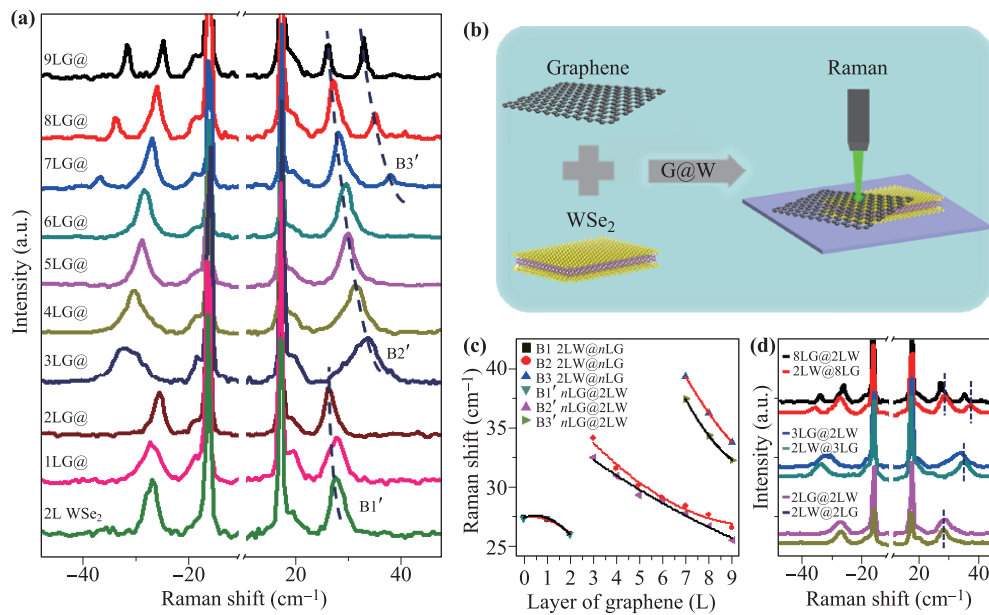 (a)
9LG@
8LG@
7LG@
6LG@
5LG@
4LG@
3LG@
2LG@
1LG@
2L WSe₂
B3′
B2′
B1′
Intensity (a.u.)
−40 −20 20 40
Raman shift (cm⁻¹)
(b)
Graphene
WSe₂
G@W
Raman
(c)
B1 2LW@nLG
B2 2LW@nLG
B3 2LW@nLG
B1′ nLG@2LW
B2′ nLG@2LW
B3′ nLG@2LW
Raman shift (cm⁻¹)
40
35
30
25
0 1 2 3 4 5 6 7 8 9
Layer of graphene (L)
(d)
8LG@2LW
2LW@8LG
3LG@2LW
2LW@3LG
2LG@2LW
2LW@2LG
Intensity (a.u.)
−40 −20 20 40
Raman shift (cm⁻¹)